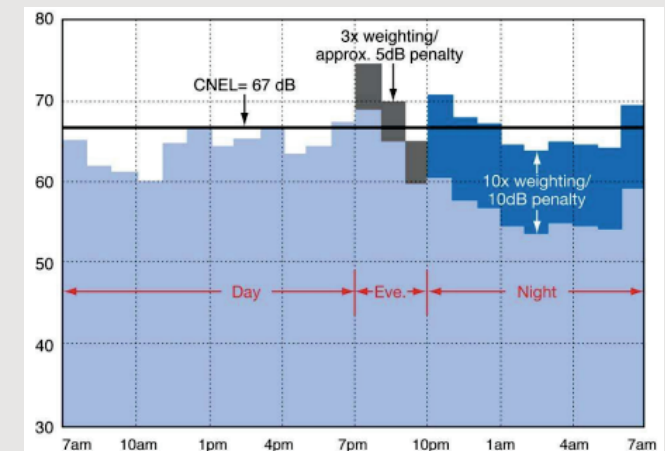 80
3x weighting/
approx. 5dB penalty
CNEL= 67 dB
70
60
10x weighting/
10dB penalty
50
Day
Eve.
Night
40
30
7am 10am 1pm 4pm 7pm 10pm 1am 4am 7am